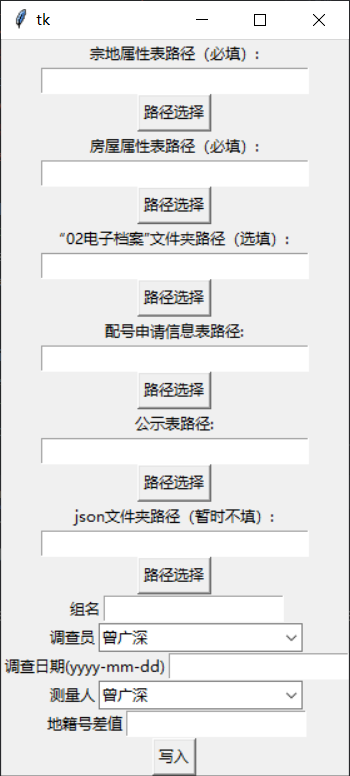 tk
宗地属性表路径（必填）:
路径选择
房屋属性表路径（必填）:
路径选择
“02电子档案”文件夹路径（选填）:
路径选择
配号申请信息表路径:
路径选择
公示表路径:
路径选择
json文件夹路径（暂时不填）:
路径选择
组名
调查员 曾广深
调查日期(yyyy-mm-dd)
测量人 曾广深
地籍号差值
写入